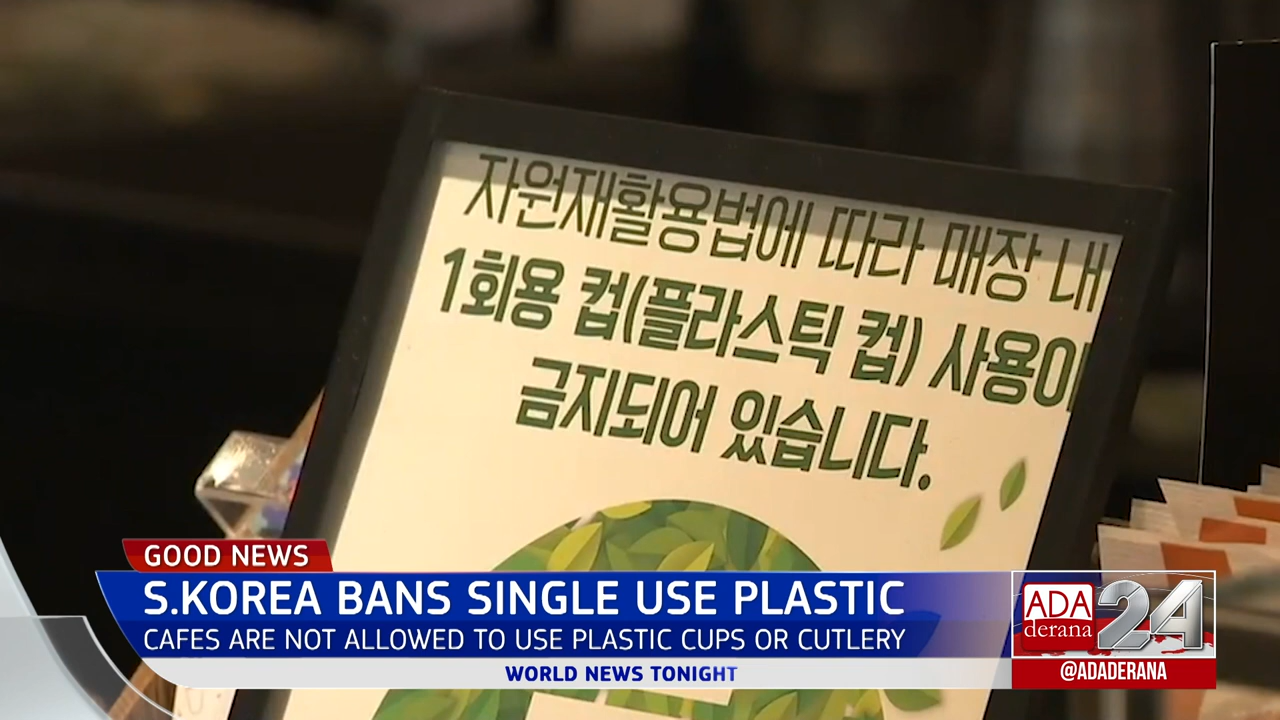 자원재활용법에 따라 매장 내
1회용 컵(플라스틱 컵) 사용이
금지되어 있습니다.
GOOD NEWS
S.KOREA BANS SINGLE USE PLASTIC
CAFES ARE NOT ALLOWED TO USE PLASTIC CUPS OR CUTLERY
WORLD NEWS TONIGHT
ADA
derana
24
@ADADERANA